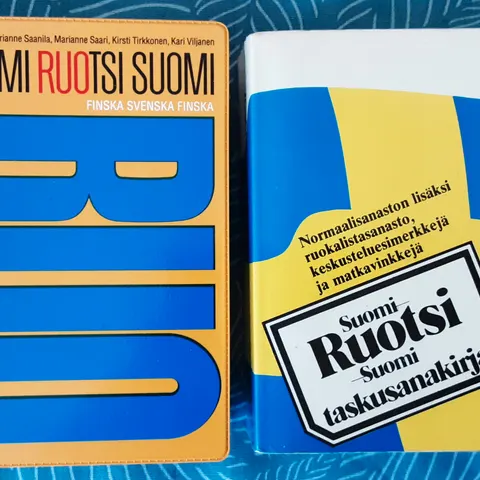 rianne Saanila, Marianne Saari, Kirsti Tirkkonen, Kari Viljanen
MI RUOTSI SUOMI
FINSKA SVENSKA FINSKA
RUO
Normaalisanaston lisäksi
ruokalistasanasto,
keskusteluesimerkkejä
ja matkavinkkejä
Suomi–
Ruotsi
–Suomi
taskusanakirja